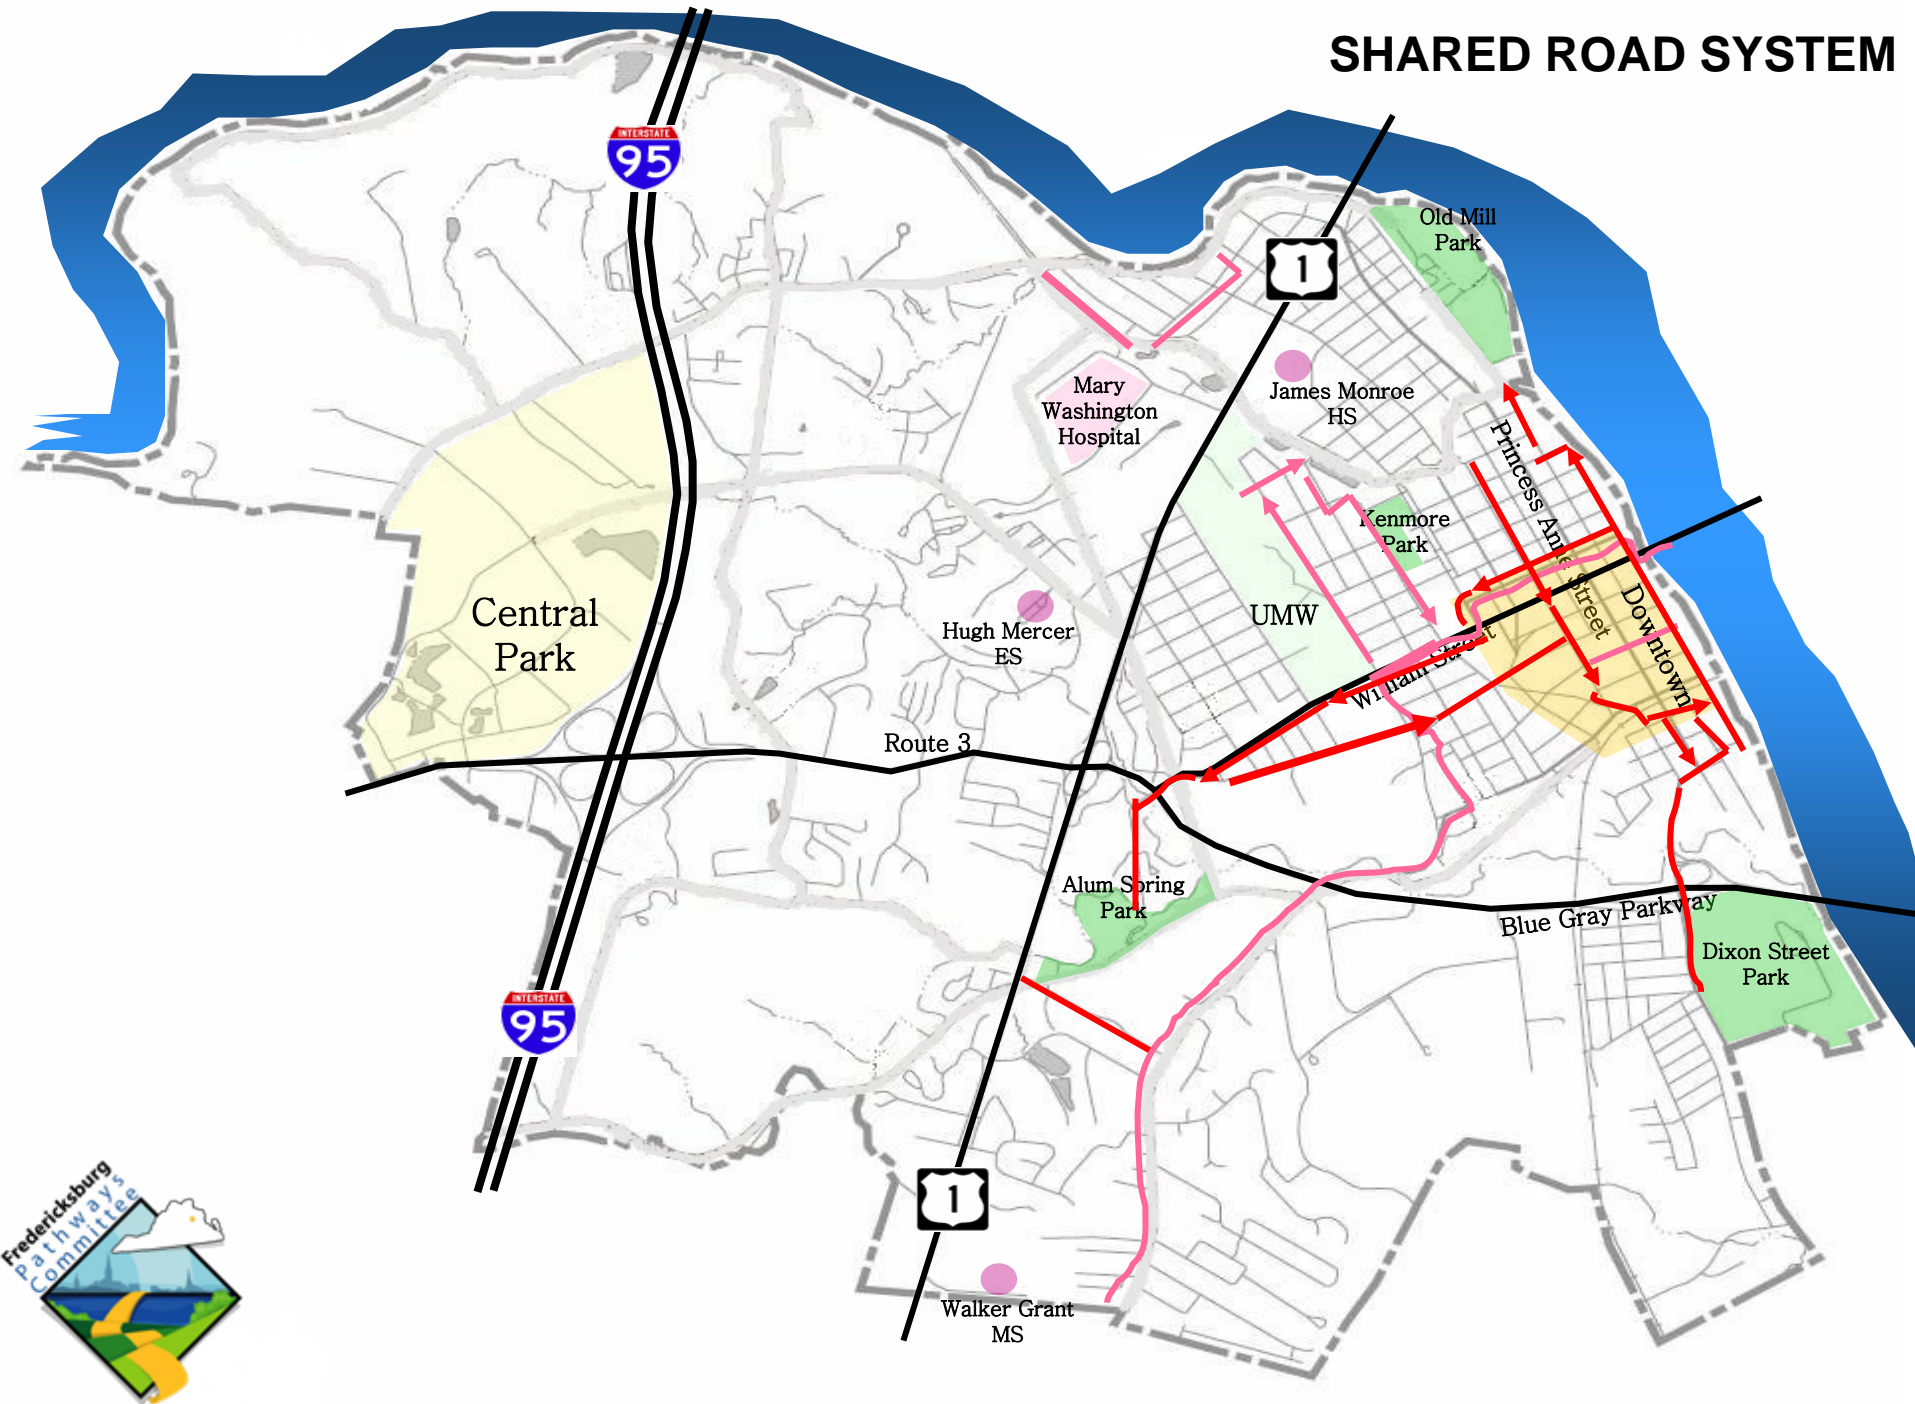 SHARED ROAD SYSTEM
INTERSTATE
95
Old Mill
Park
1
James Monroe
HS
Mary
Washington
Hospital
Princess Anne Street
Kenmore
Park
Central
Park
Hugh Mercer
ES
UMW
Downtown
William Street
Route 3
Alum Spring
Park
Blue Gray Parkway
Dixon Street
Park
INTERSTATE
95
1
Walker Grant
MS
Fredericksburg
Pathways
Committee